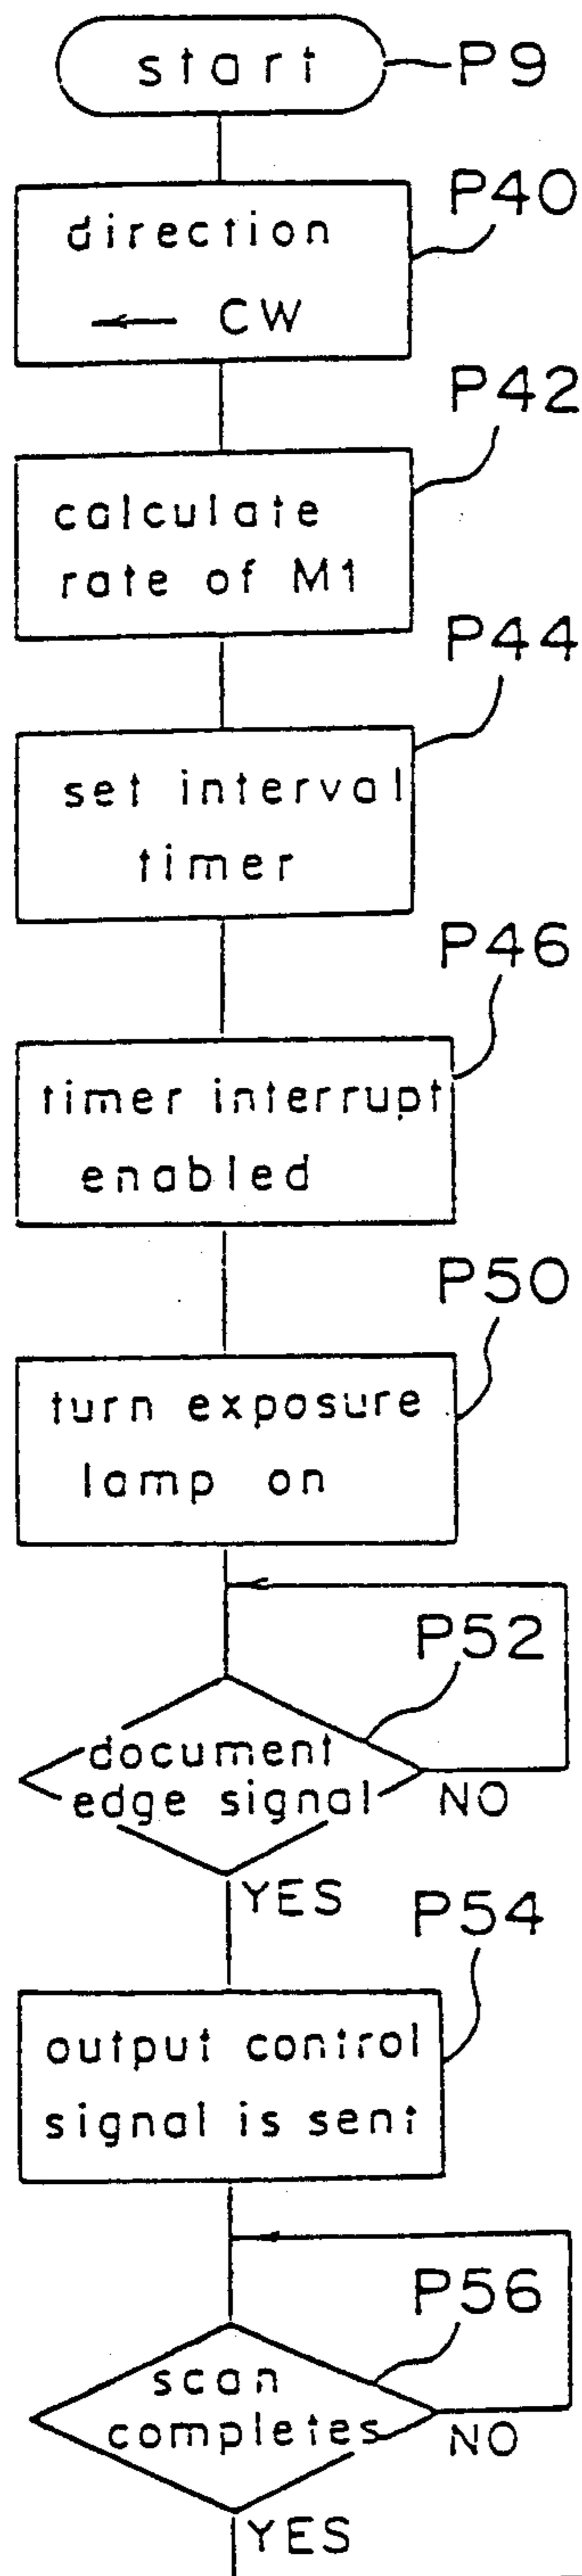 start
P9
P40
direction
← CW
P42
calculate
rate of M1
P44
set interval
timer
P46
timer interrupt
enabled
P50
turn exposure
lamp on
P52
document
edge signal
NO
YES
P54
output control
signal is sent
P56
scan
completes
NO
YES